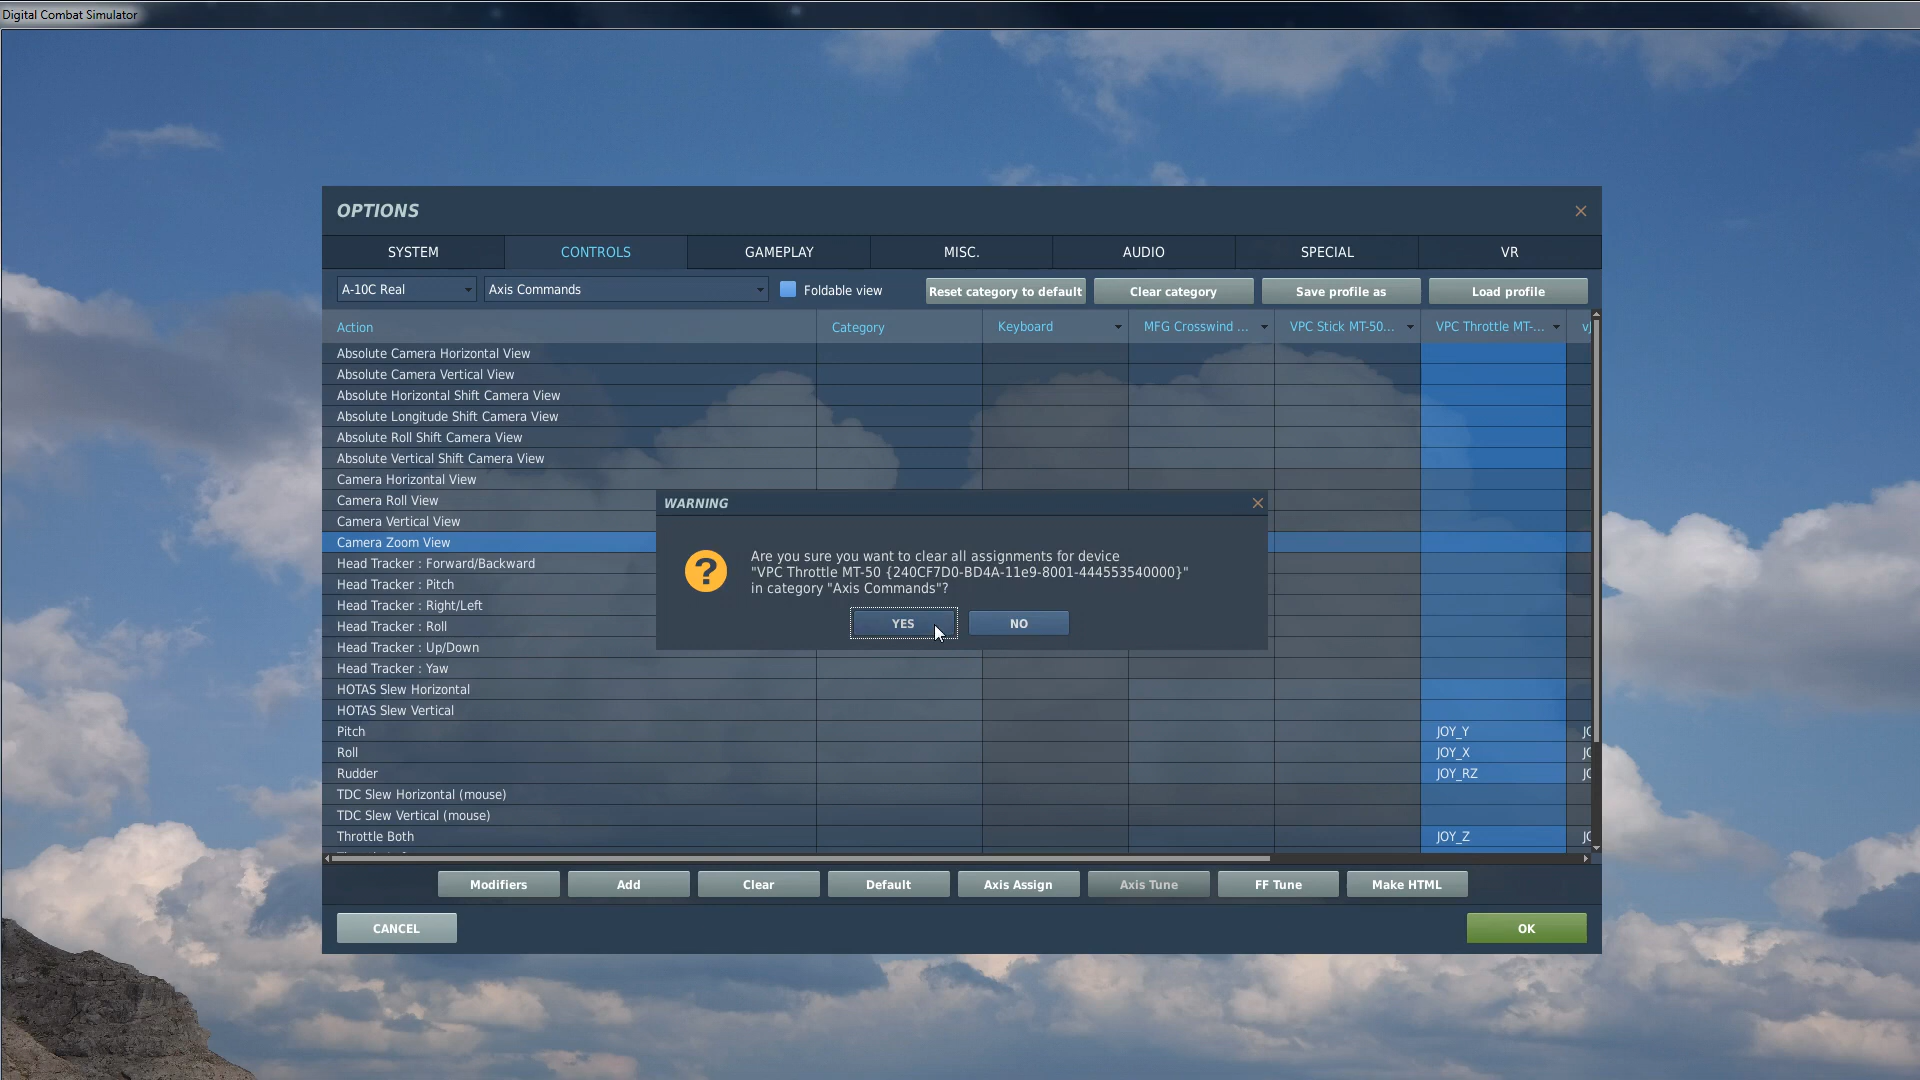 Digital Combat Simulator
OPTIONS
SYSTEM CONTROLS GAMEPLAY MISC. AUDIO SPECIAL VR
A-10C Real Axis Commands Foldable view Reset category to default Clear category Save profile as Load profile
Action Category Keyboard MFG Crosswind ... VPC Stick MT-50... VPC Throttle MT-...
Absolute Camera Horizontal View
Absolute Camera Vertical View
Absolute Horizontal Shift Camera View
Absolute Longitude Shift Camera View
Absolute Roll Shift Camera View
Absolute Vertical Shift Camera View
Camera Horizontal View
Camera Roll View
Camera Vertical View
Camera Zoom View
Head Tracker : Forward/Backward
Head Tracker : Pitch
Head Tracker : Right/Left
Head Tracker : Roll
Head Tracker : Up/Down
Head Tracker : Yaw
HOTAS Slew Horizontal
HOTAS Slew Vertical
Pitch JOY_Y
Roll JOY_X
Rudder JOY_RZ
TDC Slew Horizontal (mouse)
TDC Slew Vertical (mouse)
Throttle Both JOY_Z
WARNING
Are you sure you want to clear all assignments for device
"VPC Throttle MT-50 {240CF7D0-BD4A-11e9-8001-444553540000}"
in category "Axis Commands"?
YES NO
Modifiers Add Clear Default Axis Assign Axis Tune FF Tune Make HTML
CANCEL OK